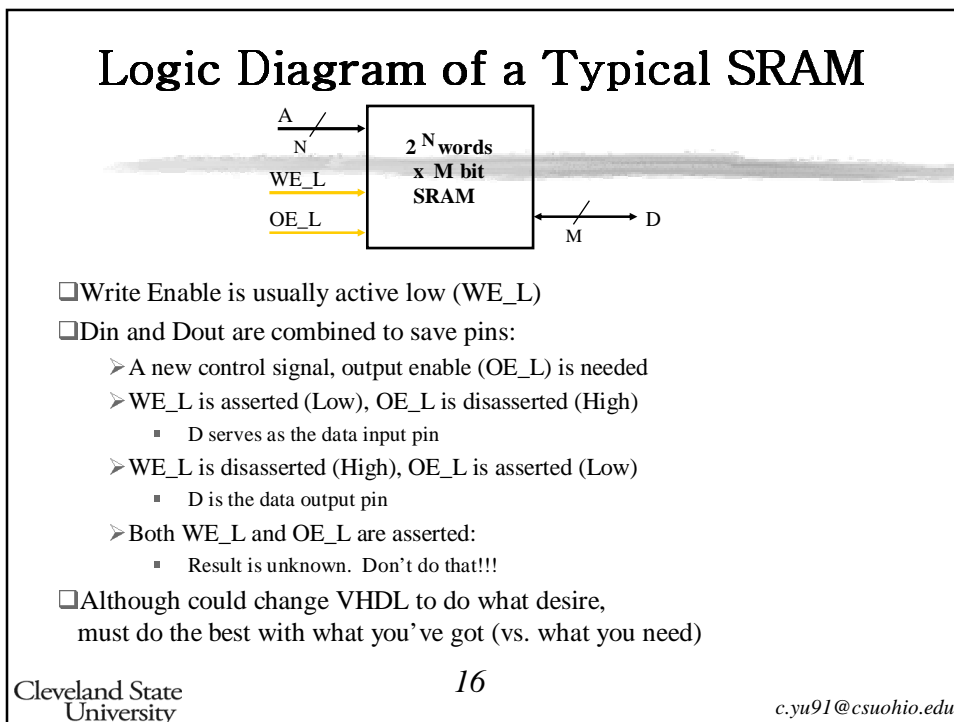 Logic Diagram of a Typical SRAM
A
N
2 N words
x M bit
SRAM
WE_L
OE_L
M
D
❑Write Enable is usually active low (WE_L)
❑Din and Dout are combined to save pins:
➢A new control signal, output enable (OE_L) is needed
➢WE_L is asserted (Low), OE_L is disasserted (High)
▪ D serves as the data input pin
➢WE_L is disasserted (High), OE_L is asserted (Low)
▪ D is the data output pin
➢Both WE_L and OE_L are asserted:
▪ Result is unknown. Don't do that!!!
❑Although could change VHDL to do what desire,
must do the best with what you've got (vs. what you need)
Cleveland State
University
16
c.yu91@csuohio.edu